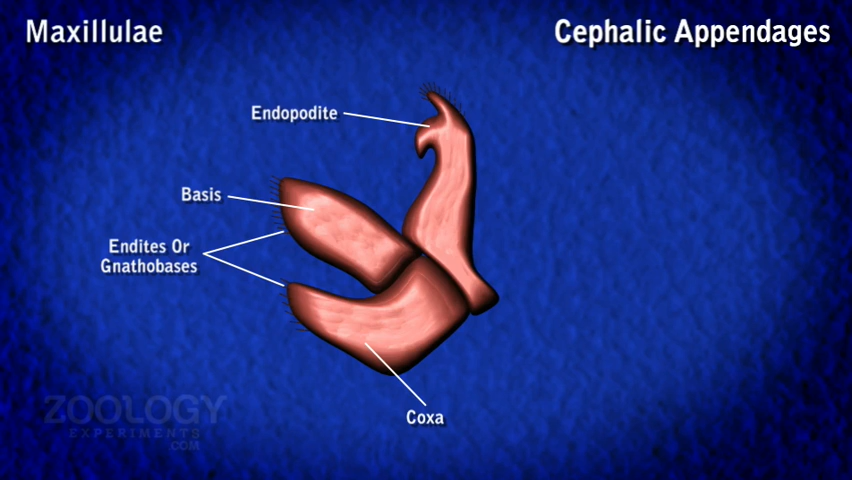 Maxillulae
Cephalic Appendages
Endopodite
Basis
Endites Or
Gnathobases
Coxa
ZOOLOGY
EXPERIMENTS
.COM